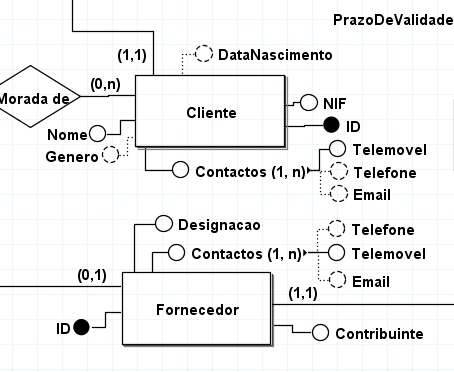 PrazoDeValidade
(1,1)
DataNascimento
(0,n)
Morada de
NIF
Cliente
ID
Nome
Telemovel
Genero
Contactos (1, n)
Telefone
Email
Designacao
Telefone
Contactos (1, n)
Telemovel
(0,1)
Email
(1,1)
Fornecedor
ID
Contribuinte